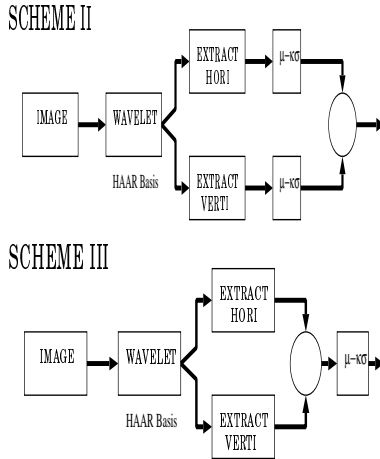 SCHEME II
EXTRACT
HORI
μ-κσ
IMAGE
WAVELET
HAAR Basis
EXTRACT
VERTI
μ-κσ
SCHEME III
EXTRACT
HORI
IMAGE
WAVELET
μ-κσ
HAAR Basis
EXTRACT
VERTI